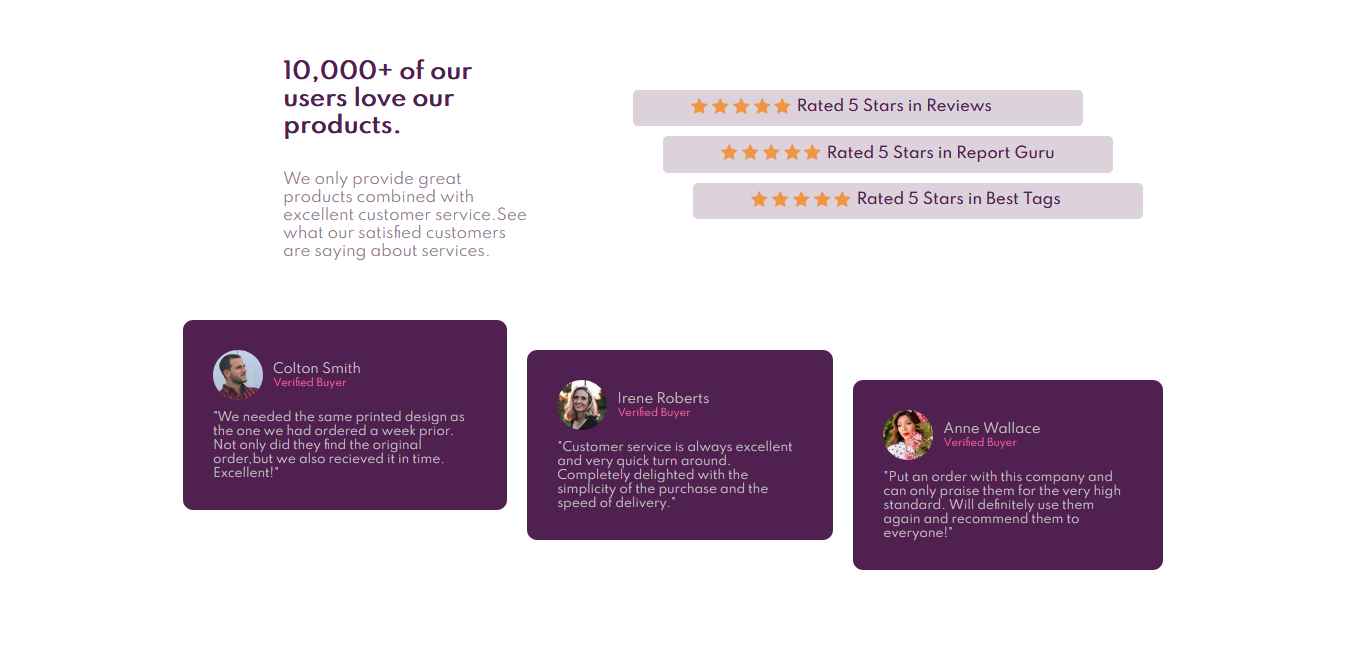 10,000+ of our
users love our
products.
We only provide great
products combined with
excellent customer service.See
what our satisfied customers
are saying about services.
Rated 5 Stars in Reviews
Rated 5 Stars in Report Guru
Rated 5 Stars in Best Tags
Colton Smith
Verified Buyer
"We needed the same printed design as
the one we had ordered a week prior.
Not only did they find the original
order,but we also recieved it in time.
Excellent!"
Irene Roberts
Verified Buyer
"Customer service is always excellent
and very quick turn around.
Completely delighted with the
simplicity of the purchase and the
speed of delivery."
Anne Wallace
Verified Buyer
"Put an order with this company and
can only praise them for the very high
standard. Will definitely use them
again and recommend them to
everyone!"